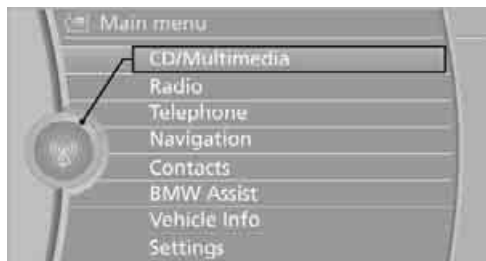 Main menu
CD/Multimedia
Radio
Telephone
Navigation
Contacts
BMW Assist
Vehicle Info
Settings